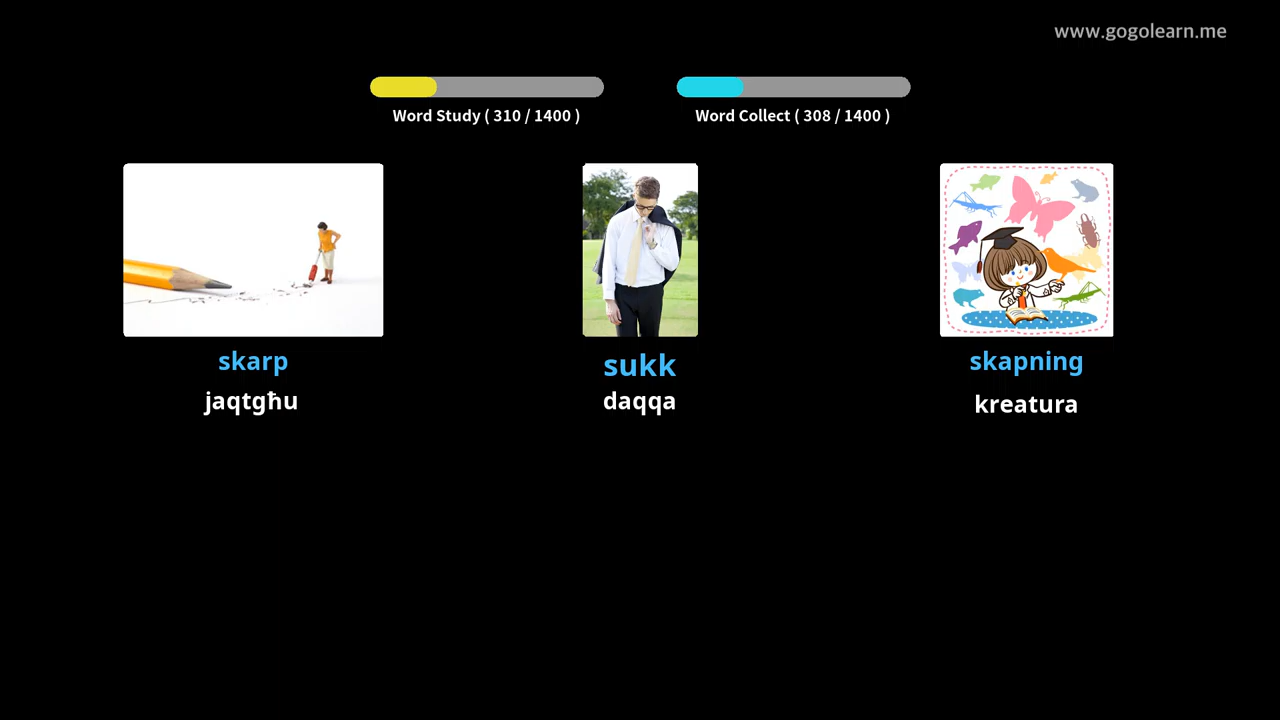 www.gogolearn.me
Word Study ( 310 / 1400 )
Word Collect ( 308 / 1400 )
skarp
jaqtgħu
sukk
daqqa
skapning
kreatura